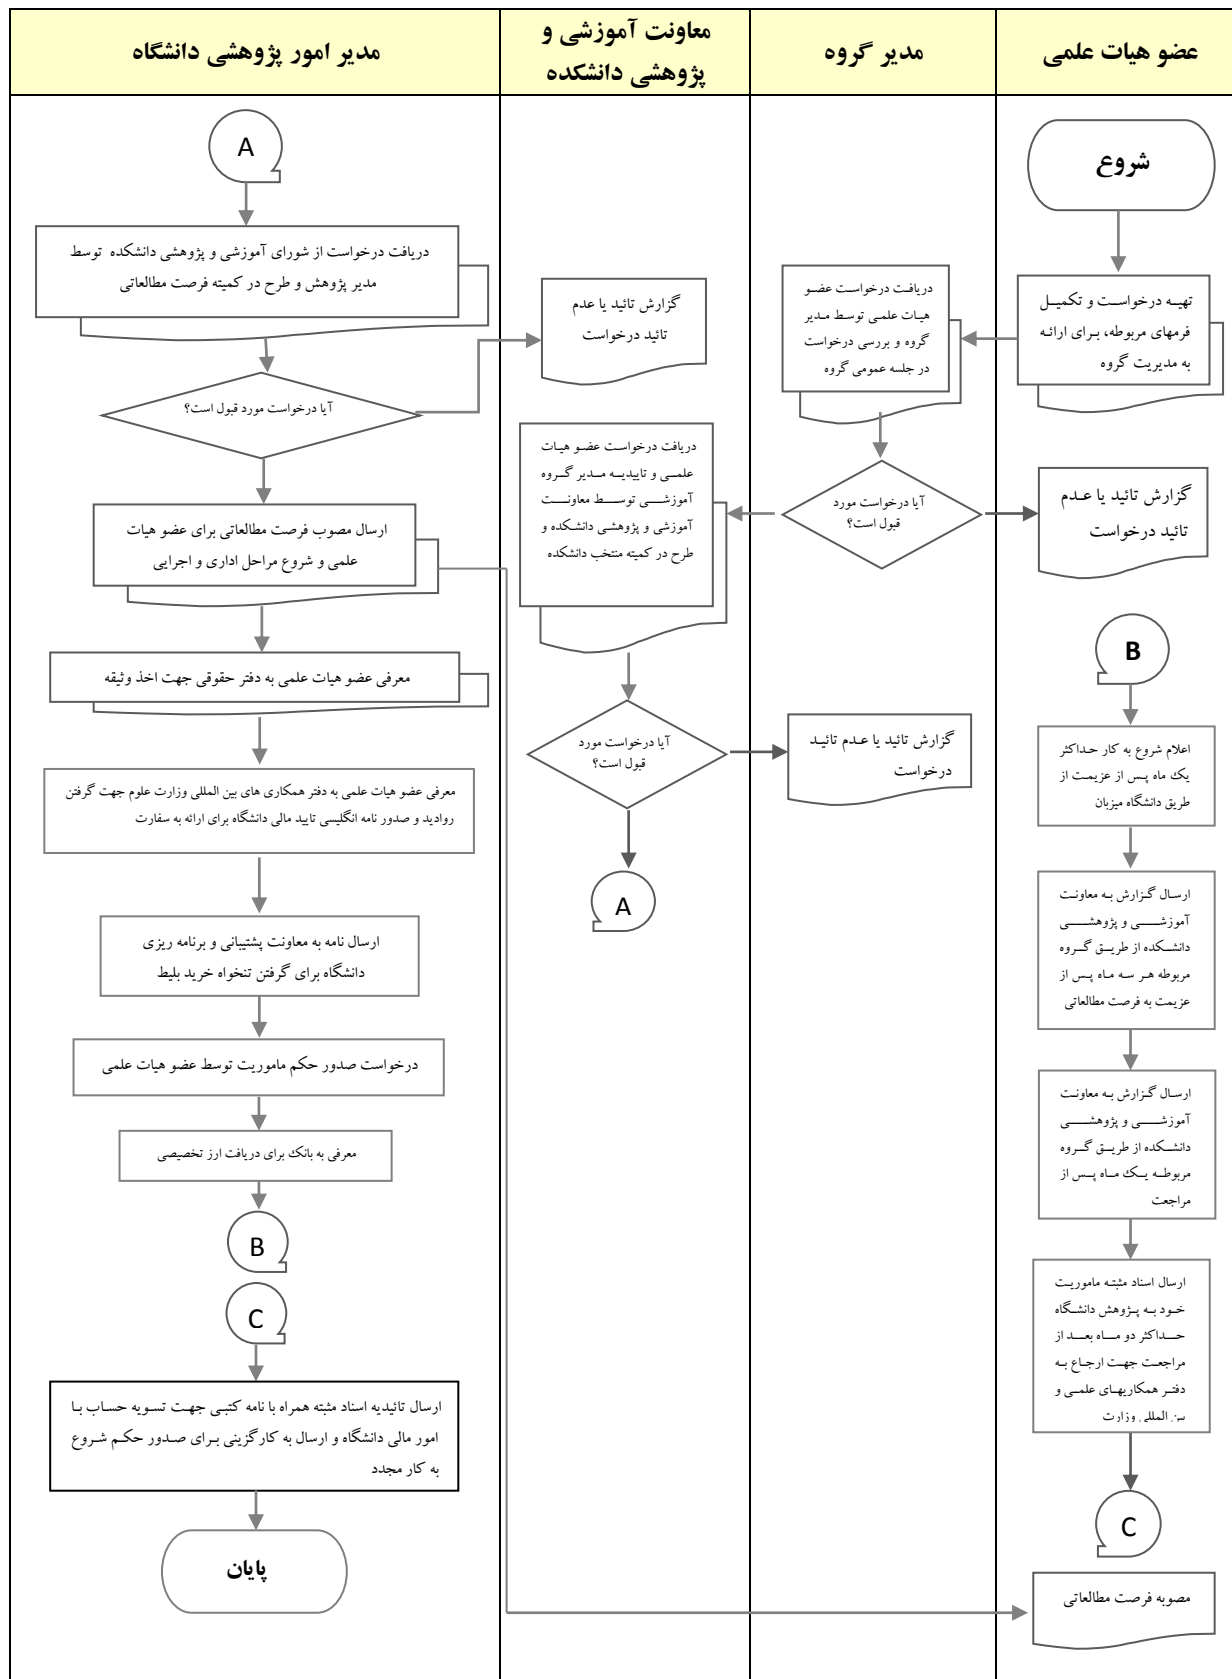 عضو هیات علمی
مدیر گروه
معاونت آموزشی و
پژوهشی دانشکده
مدیر امور پژوهشی دانشگاه
شروع
تهیه درخواست و تکمیل
فرمهای مربوطه، برای ارائه
به مدیریت گروه
گزارش تائید یا عدم
تائید درخواست
B
اعلام شروع به کار حداکثر
یک ماه پس از عزیمت از
طریق دانشگاه میزبان
ارسال گزارش به معاونت
آموزشی و پژوهشی
دانشکده از طریق گروه
مربوطه هر سه ماه پس از
عزیمت به فرصت مطالعاتی
ارسال گزارش به معاونت
آموزشی و پژوهشی
دانشکده از طریق گروه
مربوطه یک ماه پس از
مراجعت
ارسال اسناد مثبته ماموریت
خود به پژوهش دانشگاه
حداکثر دو ماه بعد از
مراجعت جهت ارجاع به
دفتر همکاریهای علمی و
بین المللی وزارت
C
مصوبه فرصت مطالعاتی
دریافت درخواست عضو
هیات علمی توسط مدیر
گروه و بررسی درخواست
در جلسه عمومی گروه
آیا درخواست مورد
قبول است؟
گزارش تائید یا عدم تائید
درخواست
گزارش تائید یا عدم
تائید درخواست
دریافت درخواست عضو هیات
علمی و تاییدیه مدیر گروه
آموزشی توسط معاونت
آموزشی و پژوهشی دانشکده و
طرح در کمیته منتخب دانشکده
آیا درخواست مورد
قبول است؟
A
A
دریافت درخواست از شورای آموزشی و پژوهشی دانشکده توسط
مدیر پژوهش و طرح در کمیته فرصت مطالعاتی
آیا درخواست مورد قبول است؟
ارسال مصوب فرصت مطالعاتی برای عضو هیات
علمی و شروع مراحل اداری و اجرایی
معرفی عضو هیات علمی به دفتر حقوقی جهت اخذ وثیقه
معرفی عضو هیات علمی به دفتر همکاری های بین المللی وزارت علوم جهت گرفتن
روادید و صدور نامه انگلیسی تایید مالی دانشگاه برای ارائه به سفارت
ارسال نامه به معاونت پشتیبانی و برنامه ریزی
دانشگاه برای گرفتن تنخواه خرید بلیط
درخواست صدور حکم ماموریت توسط عضو هیات علمی
معرفی به بانک برای دریافت ارز تخصیصی
B
C
ارسال تائیدیه اسناد مثبته همراه با نامه کتبی جهت تسویه حساب با
امور مالی دانشگاه و ارسال به کارگزینی برای صدور حکم شروع
به کار مجدد
پایان